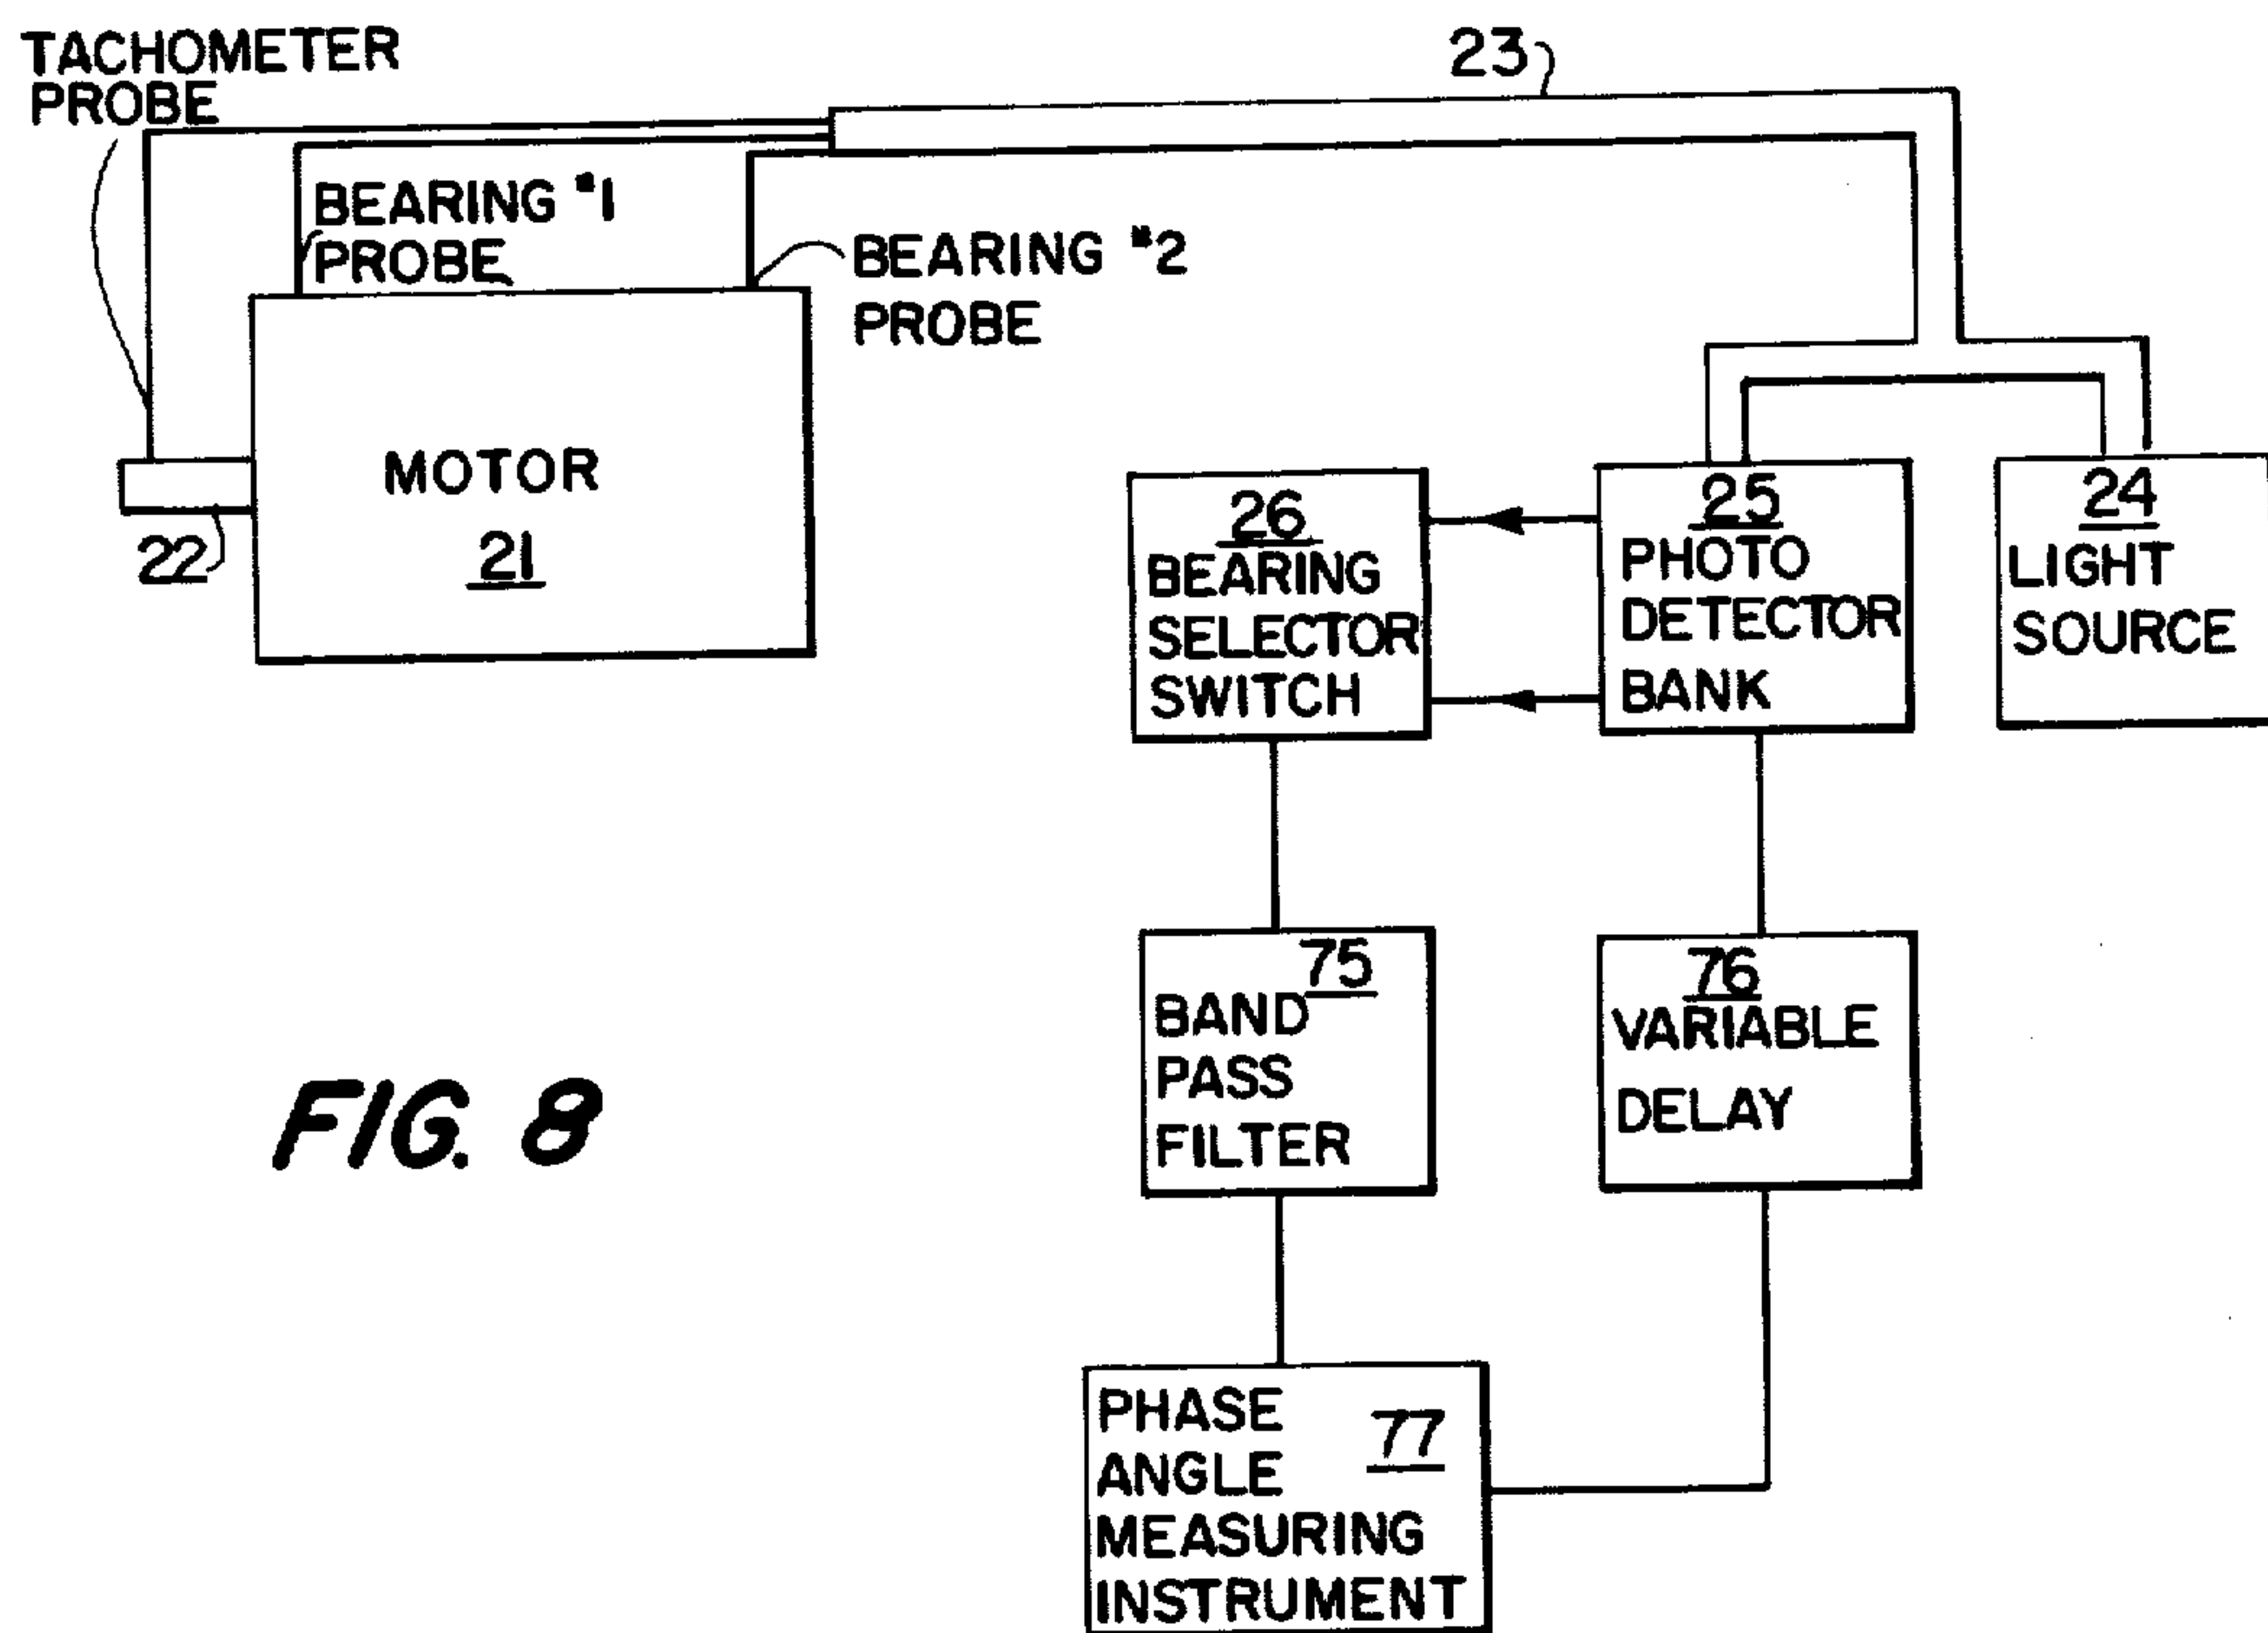 TACHOMETER
PROBE
23
BEARING #1
PROBE
BEARING #2
PROBE
MOTOR
21
22
26
BEARING
SELECTOR
SWITCH
25
PHOTO
DETECTOR
BANK
24
LIGHT
SOURCE
75
BAND
PASS
FILTER
76
VARIABLE
DELAY
FIG. 8
77
PHASE
ANGLE
MEASURING
INSTRUMENT